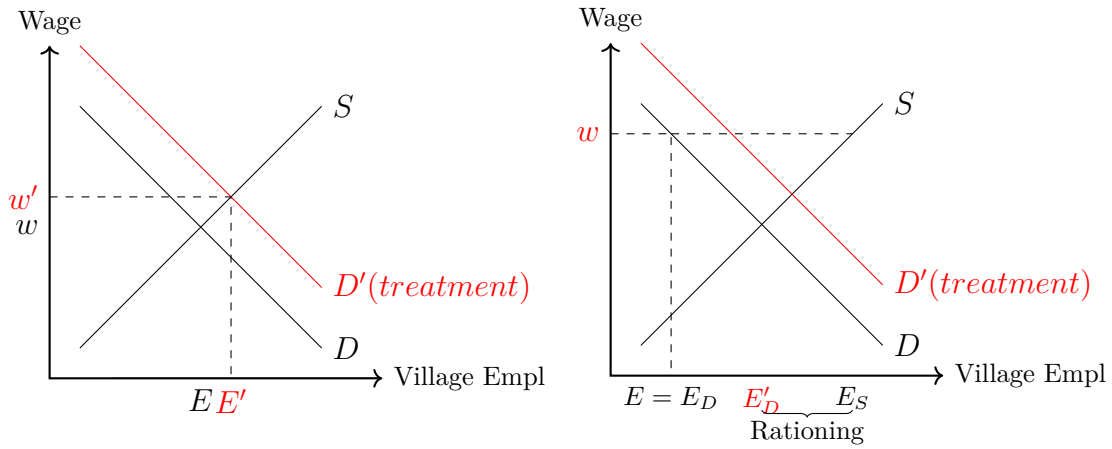 Wage
S
w'
w
D'(treatment)
D
Village Empl
E E'
Wage
S
w
D'(treatment)
D
Village Empl
E = E_D E'_D E_S
Rationing